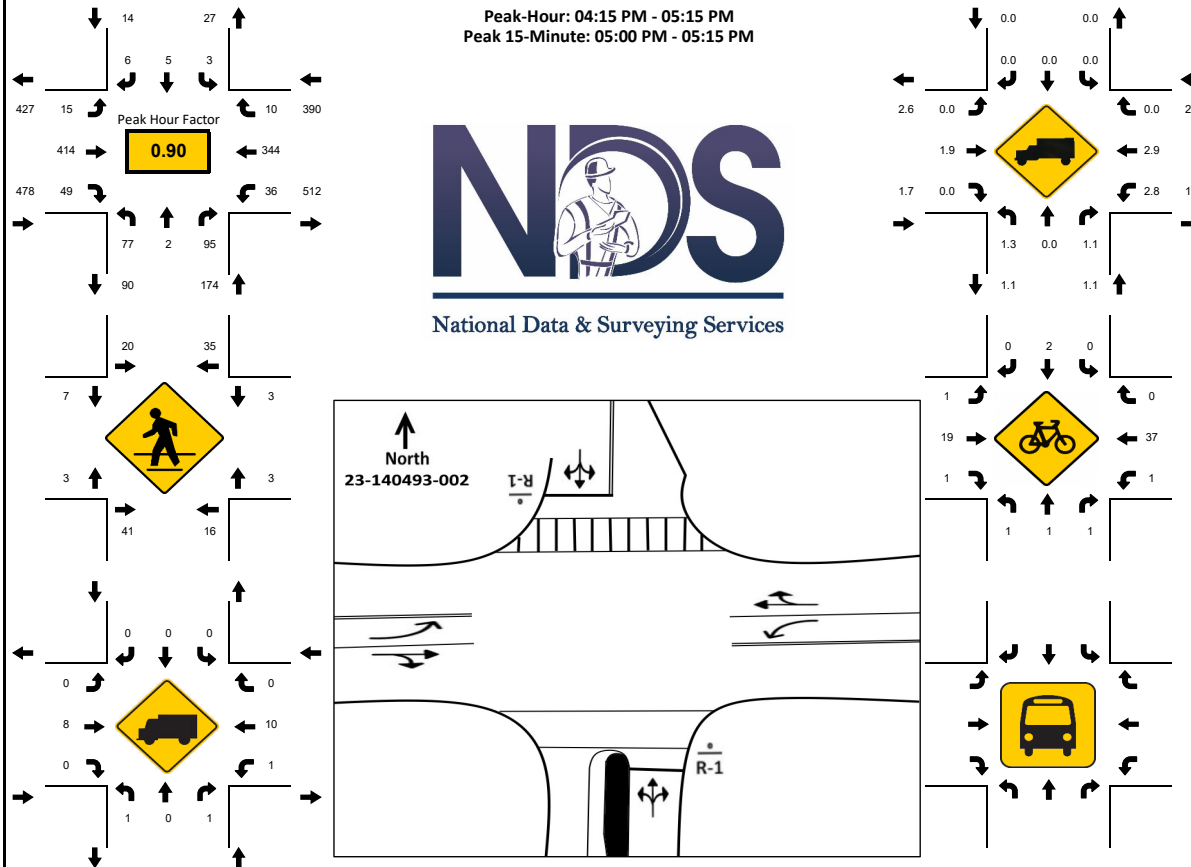 Peak-Hour: 04:15 PM - 05:15 PM
Peak 15-Minute: 05:00 PM - 05:15 PM
14 27
6 5 3
427 15 10 390
Peak Hour Factor
414 0.90 344
478 49 36 512
77 2 95
90 174
NDS
National Data & Surveying Services
0.0 0.0
0.0 0.0 0.0
2.6 0.0 0.0 2
1.9 2.9
1.7 0.0 2.8 1
1.3 0.0 1.1
1.1 1.1
20 35
7 3
3 3
41 16
North
23-140493-002
R-1
R-1
0 2 0
1 0
19 37
1 1
1 1 1
0 0 0
0 0
8 10
0 1
1 0 1